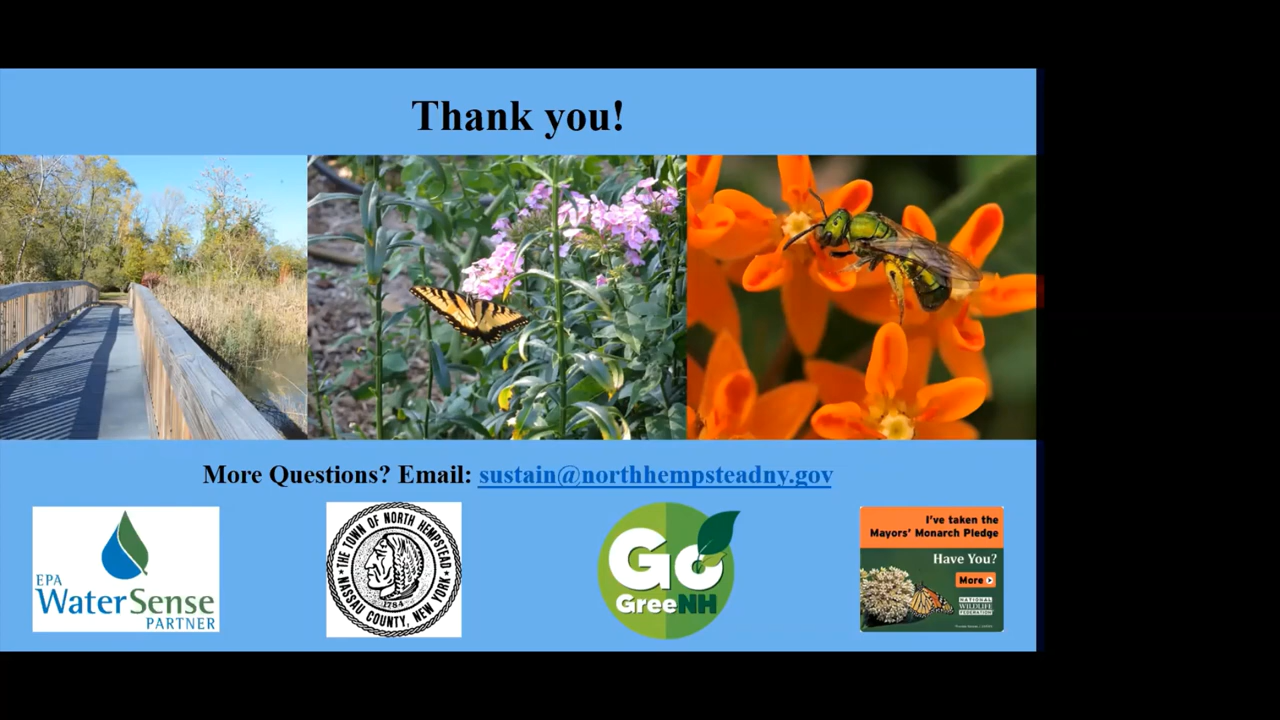 Thank you!
More Questions? Email: sustain@northhempsteadny.gov
EPA
WaterSense
PARTNER
THE TOWN OF NORTH HEMPSTEAD
NASSAU COUNTY, NEW YORK
1784
Go
GreeNH
I've taken the
Mayors' Monarch Pledge
Have You?
More
NATIONAL
WILDLIFE
FEDERATION